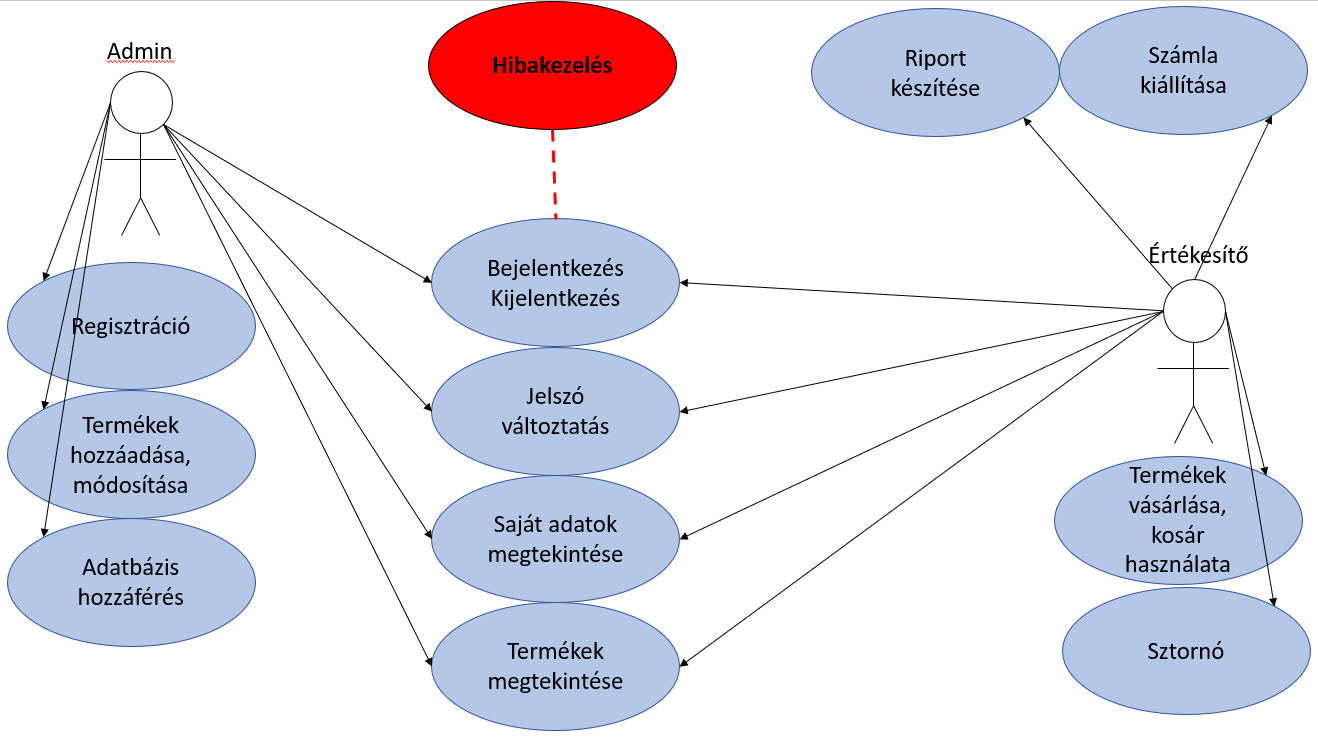 Admin
Hibakezelés
Riport
készítése
Számla
kiállítása
Értékesítő
Bejelentkezés
Kijelentkezés
Regisztráció
Jelszó
változtatás
Termékek
hozzáadása,
módosítása
Saját adatok
megtekintése
Termékek
vásárlása,
kosár
használata
Adatbázis
hozzáférés
Termékek
megtekintése
Sztornó